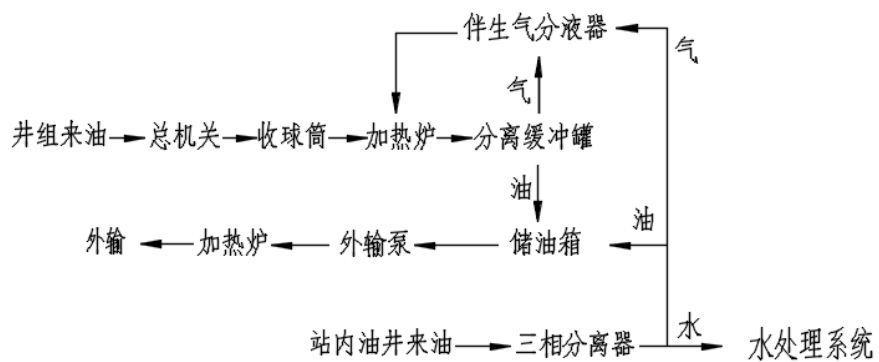 伴生气分液器
气
气
井组来油 总机关 收球筒 加热炉 分离缓冲罐
油
油
外输 加热炉 外输泵 储油箱
站内油井来油 三相分离器 水 水处理系统